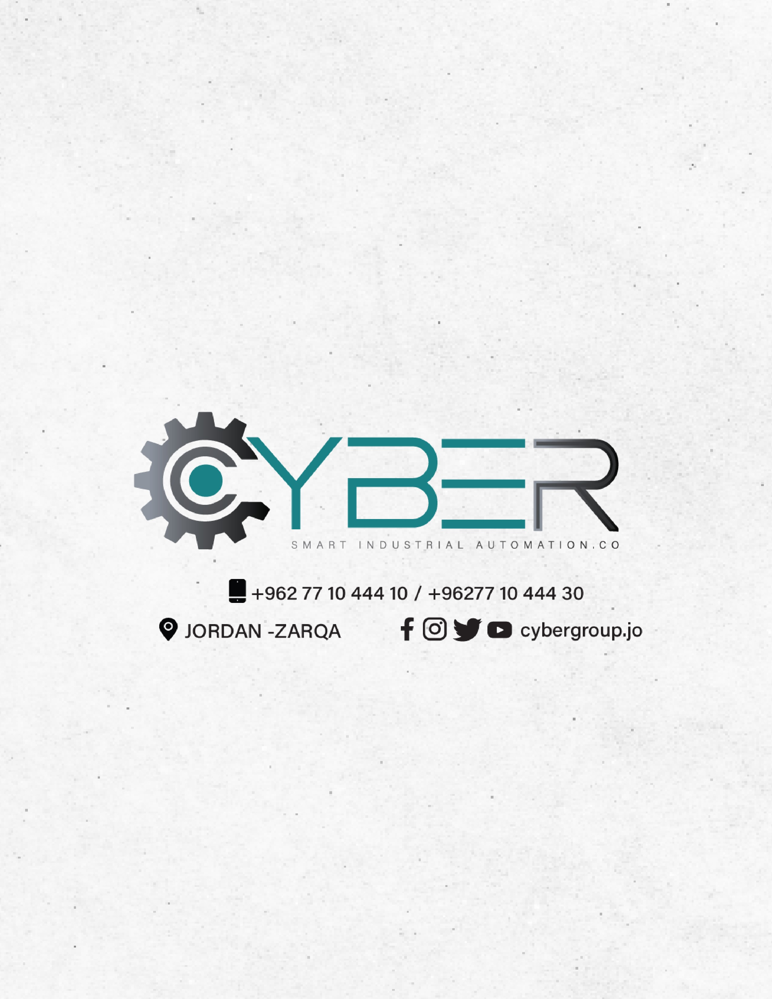 CYBER
SMART INDUSTRIAL AUTOMATION.CO
+962 77 10 444 10 / +96277 10 444 30
JORDAN -ZARQA
cybergroup.jo